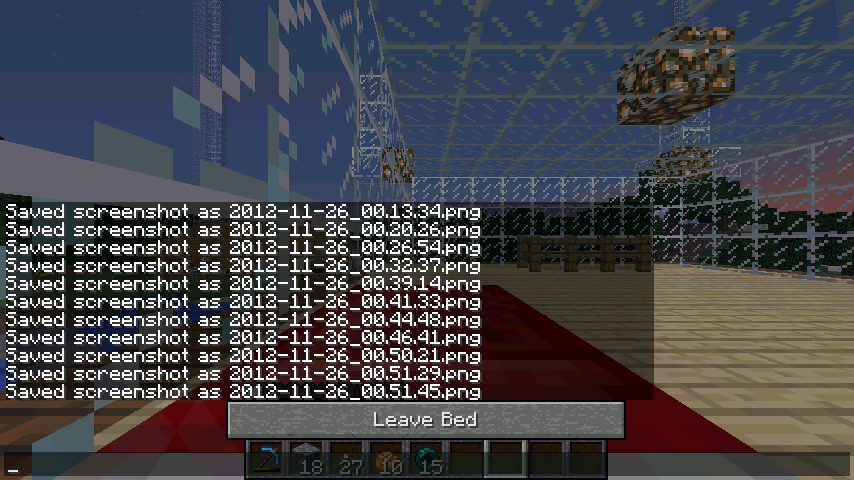 Saved screenshot as 2012-11-26_00.13.34.png
Saved screenshot as 2012-11-26_00.20.26.png
Saved screenshot as 2012-11-26_00.26.54.png
Saved screenshot as 2012-11-26_00.32.37.png
Saved screenshot as 2012-11-26_00.39.14.png
Saved screenshot as 2012-11-26_00.41.33.png
Saved screenshot as 2012-11-26_00.44.48.png
Saved screenshot as 2012-11-26_00.46.41.png
Saved screenshot as 2012-11-26_00.50.21.png
Saved screenshot as 2012-11-26_00.51.29.png
Saved screenshot as 2012-11-26_00.51.45.png
Leave Bed
18 27 10 15
_